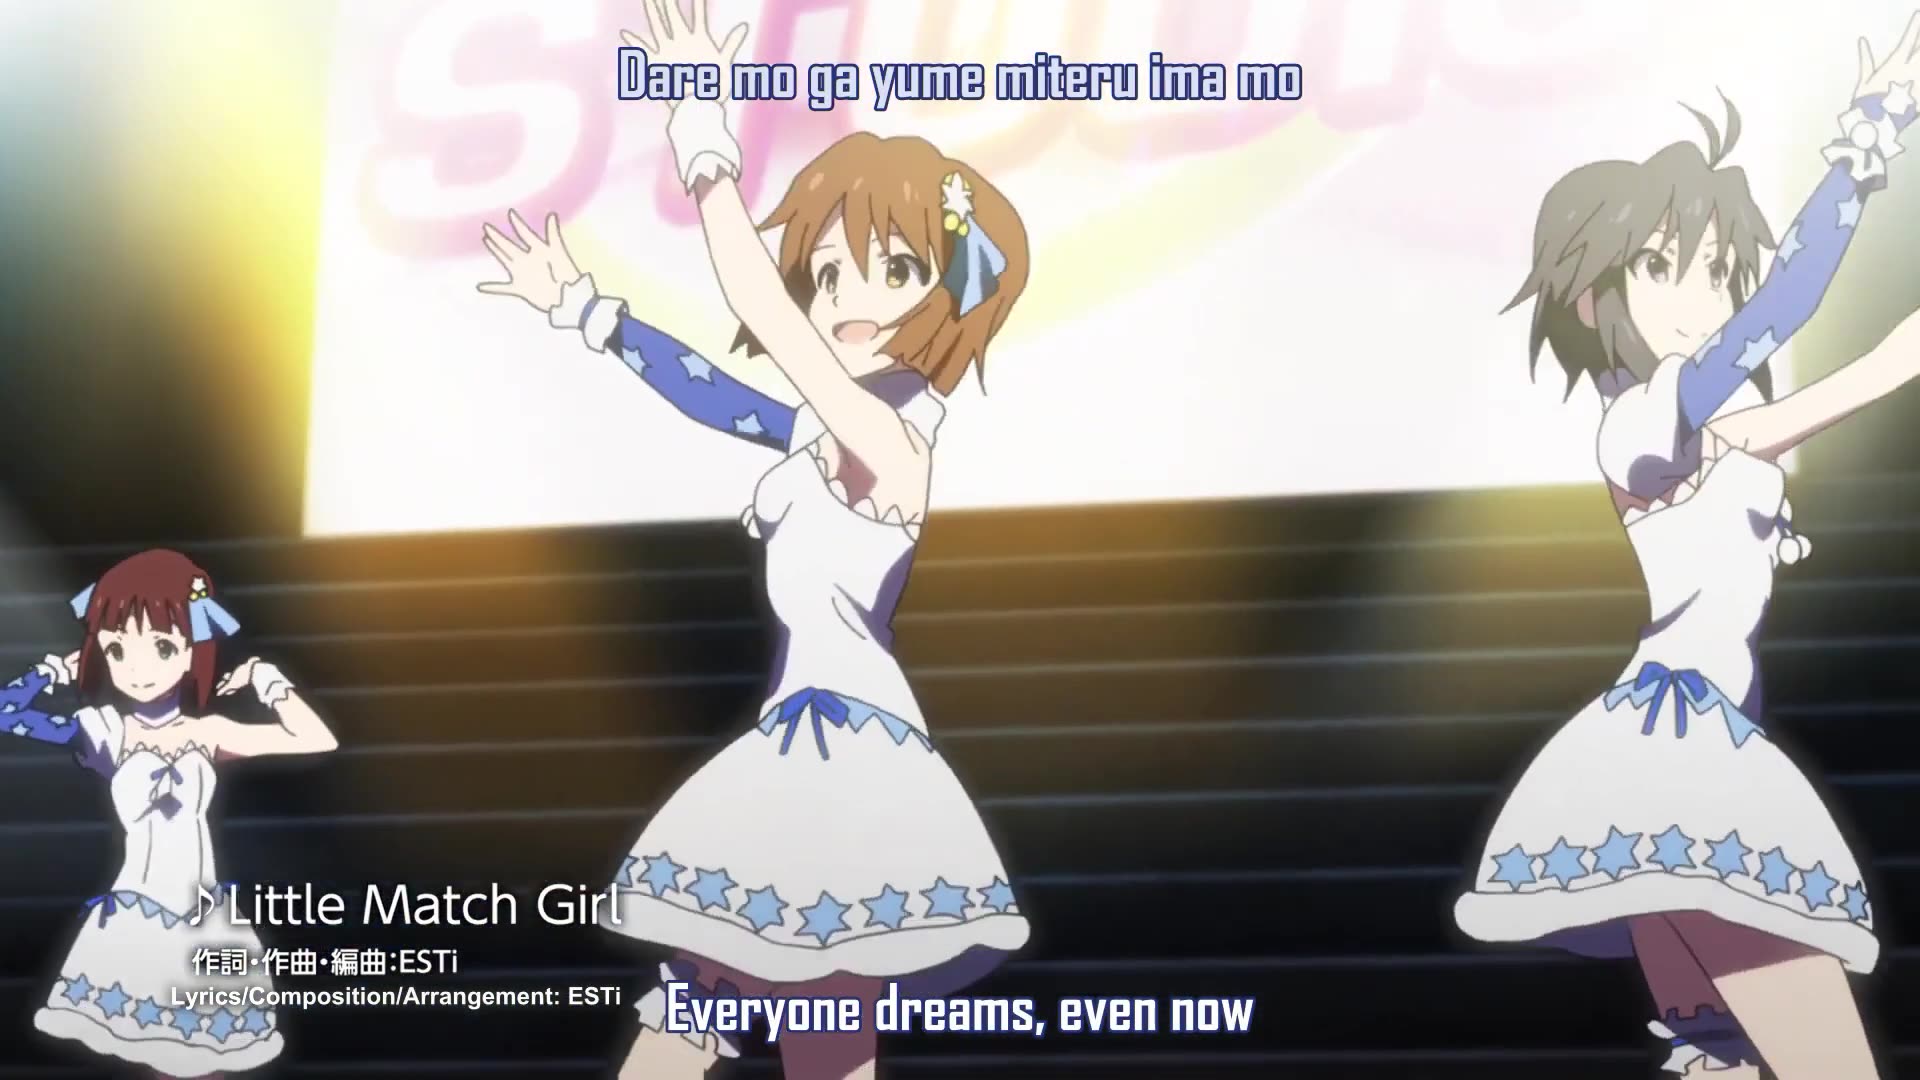 Dare mo ga yume miteru ima mo
♪Little Match Girl
作詞・作曲・編曲:ESTi
Lyrics/Composition/Arrangement: ESTi
Everyone dreams, even now